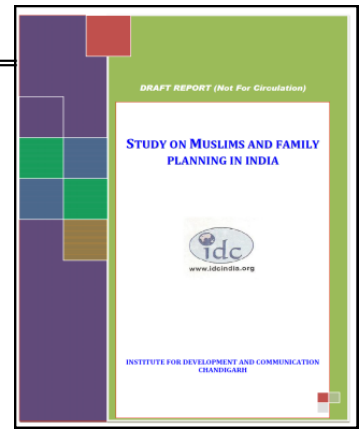 DRAFT REPORT (Not For Circulation)
STUDY ON MUSLIMS AND FAMILY
PLANNING IN INDIA
idc
www.idcindia.org
INSTITUTE FOR DEVELOPMENT AND COMMUNICATION
CHANDIGARH